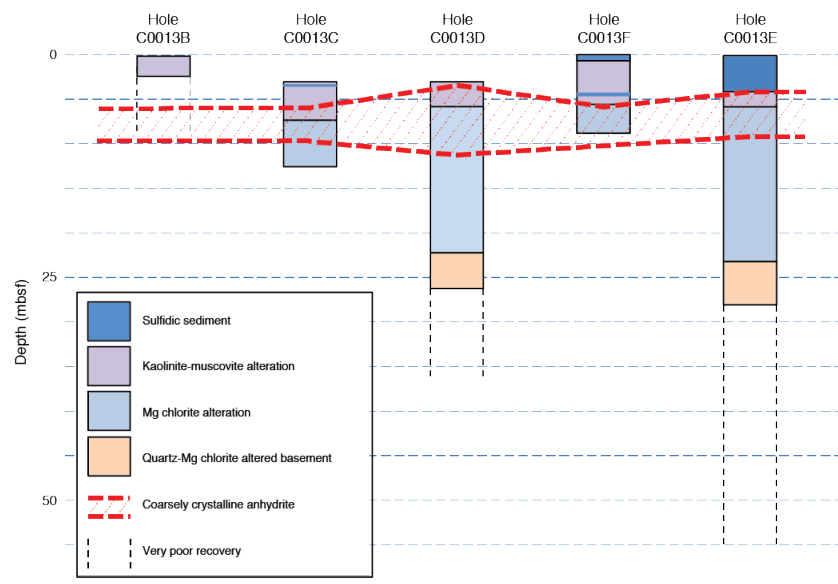 Hole
C0013B
Hole
C0013C
Hole
C0013D
Hole
C0013F
Hole
C0013E
0
25
50
Depth (mbsf)
Sulfidic sediment
Kaolinite-muscovite alteration
Mg chlorite alteration
Quartz-Mg chlorite altered basement
Coarsely crystalline anhydrite
Very poor recovery